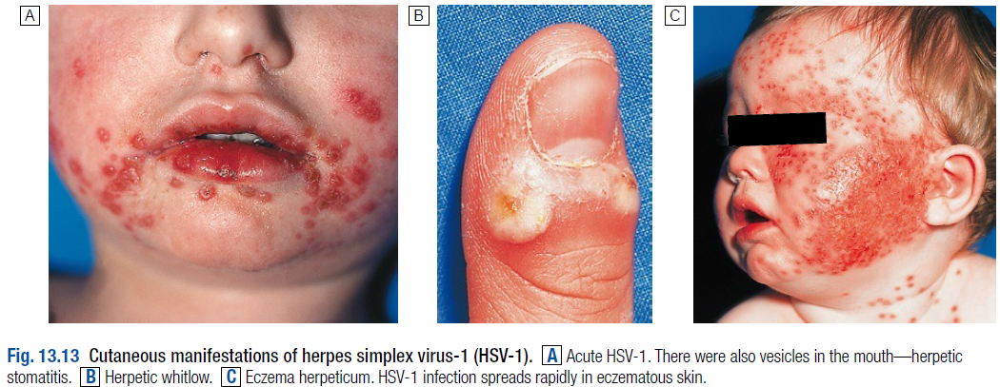 A
B
C
Fig. 13.13 Cutaneous manifestations of herpes simplex virus-1 (HSV-1). A Acute HSV-1. There were also vesicles in the mouth—herpetic
stomatitis. B Herpetic whitlow. C Eczema herpeticum. HSV-1 infection spreads rapidly in eczematous skin.